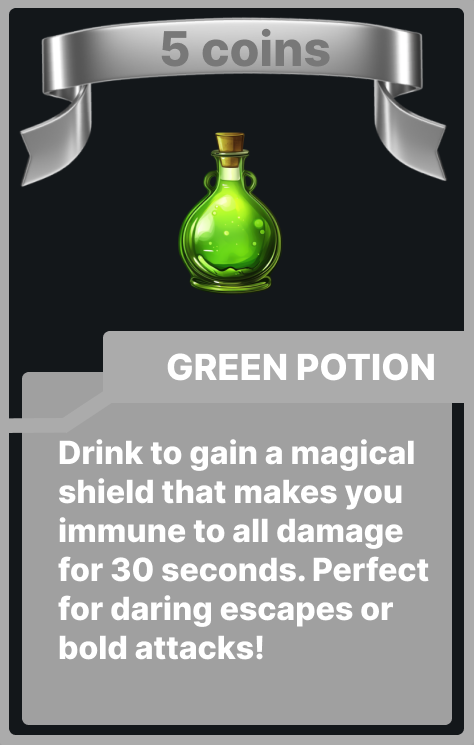 5 coins
GREEN POTION
Drink to gain a magical
shield that makes you
immune to all damage
for 30 seconds. Perfect
for daring escapes or
bold attacks!